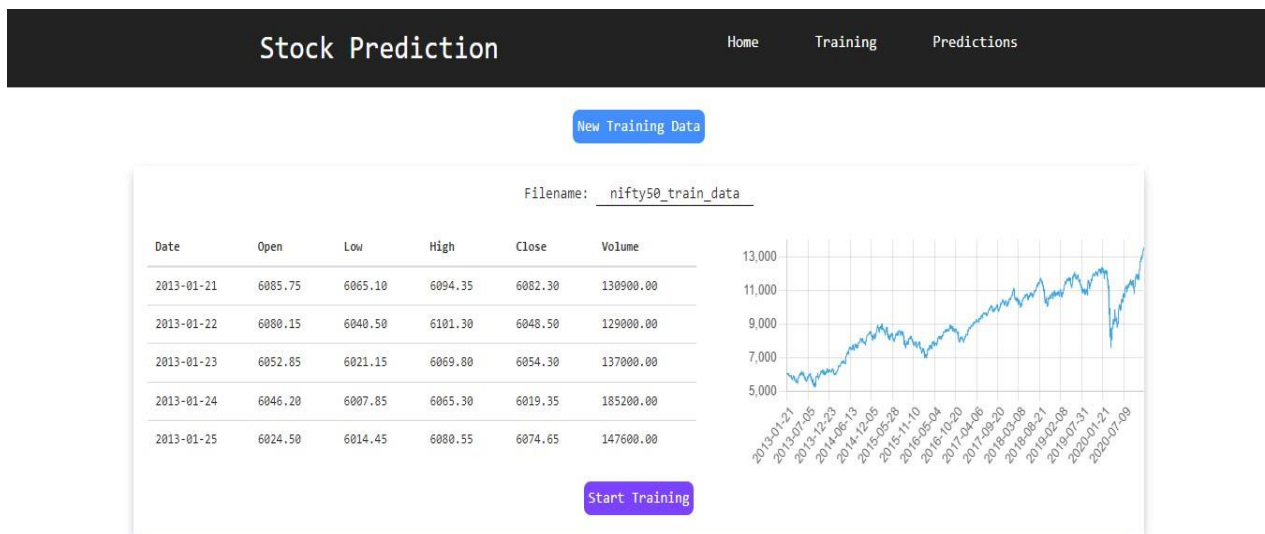 Stock Prediction
Home Training Predictions
New Training Data
Filename: nifty50_train_data
Date Open Low High Close Volume
2013-01-21 6085.75 6065.10 6094.35 6082.30 130900.00
2013-01-22 6080.15 6040.50 6101.30 6048.50 129000.00
2013-01-23 6052.85 6021.15 6069.80 6054.30 137000.00
2013-01-24 6046.20 6007.85 6065.30 6019.35 185200.00
2013-01-25 6024.50 6014.45 6080.55 6074.65 147600.00
13,000
11,000
9,000
7,000
5,000
2013-01-21
2013-07-05
2013-12-23
2014-06-13
2014-12-05
2015-05-28
2015-11-10
2016-05-04
2016-10-20
2017-04-06
2017-09-20
2018-03-08
2018-08-21
2019-02-08
2019-07-31
2020-01-21
2020-07-09
Start Training